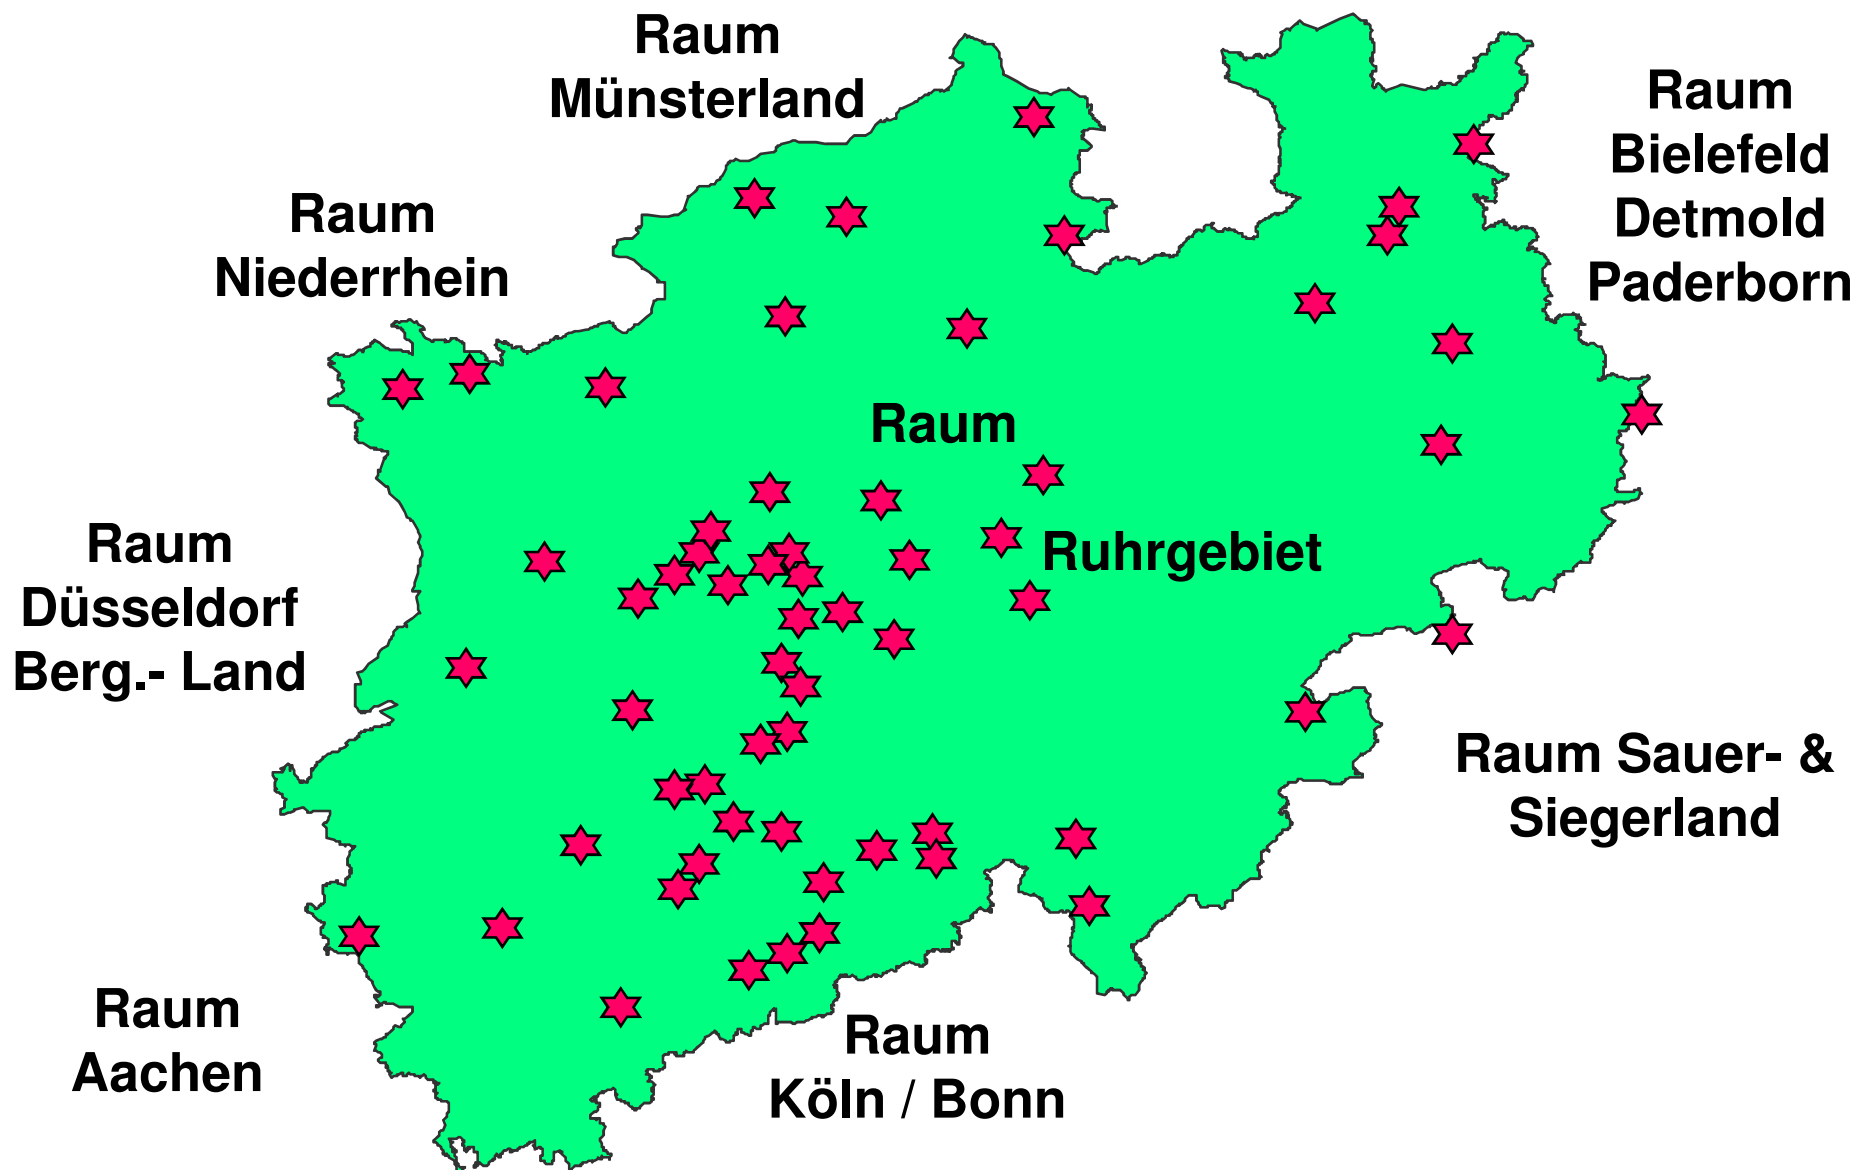 Raum
Münsterland
Raum
Bielefeld
Detmold
Paderborn
Raum
Niederrhein
Raum
Ruhrgebiet
Raum
Düsseldorf
Berg.- Land
Raum Sauer- &
Siegerland
Raum
Aachen
Raum
Köln / Bonn